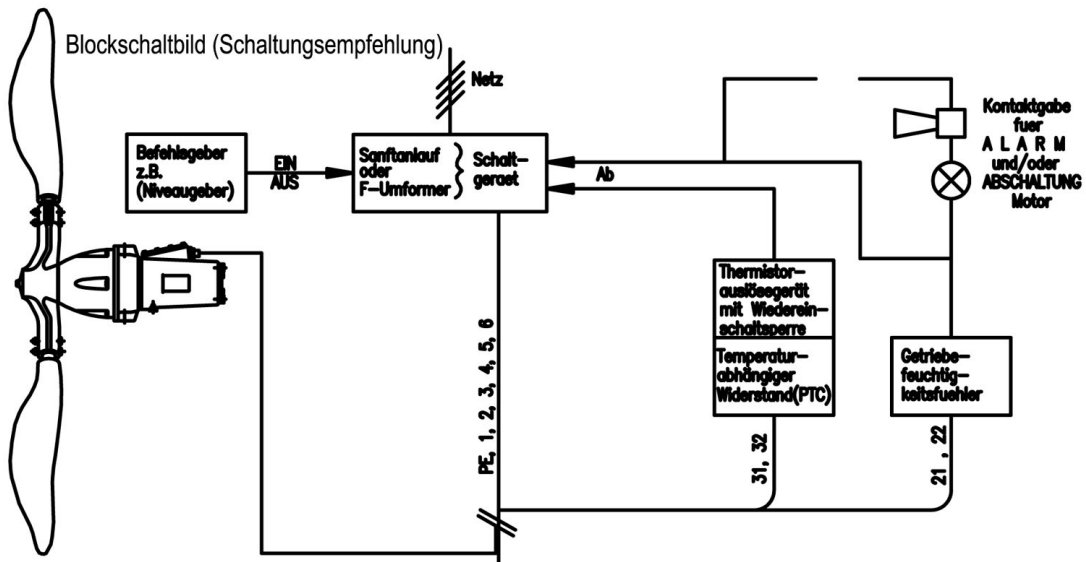 Blockschaltbild (Schaltungsempfehlung)
Netz
Befehlsgeber
z.B.
(Niveaugeber)
EIN
AUS
Sanftanlauf
oder
F-Umformer
Schalt-
geraet
Ab
Kontaktgabe
fuer
A L A R M
und/oder
ABSCHALTUNG
Motor
Thermistor-
auslösegerät
mit Wiederein-
schaltsperre
Temperatur-
abhängiger
Widerstand(PTC)
Getriebe-
feuchtig-
keitsfuehler
PE, 1, 2, 3, 4, 5, 6
31, 32
21 , 22